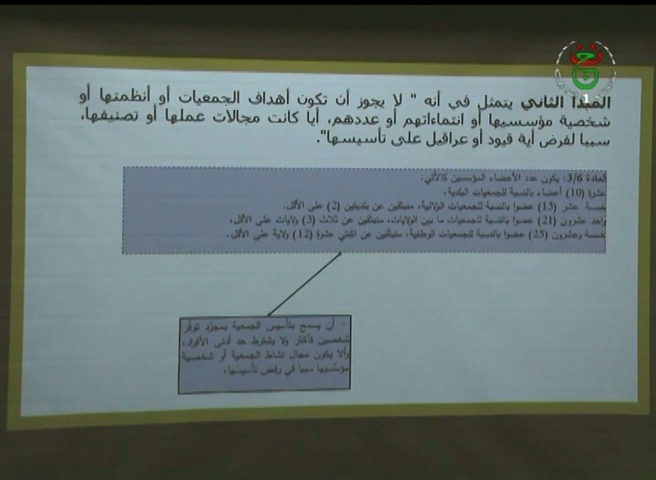 المبدأ الثاني يتمثل في أنه " لا يجوز أن تكون أهداف الجمعيات أو أنظمتها أو
شخصية مؤسسيها أو انتماءاتهم أو عددهم، أيا كانت مجالات عملها أو تصنيفها،
سببا لفرض أية قيود أو عراقيل على تأسيسها".
المادة 3/6: يكون عدد الأعضاء المؤسسين كالآتي:
عشرة (10) أعضاء بالنسبة للجمعيات البلدية.
خمسة عشر (15) عضوا بالنسبة للجمعيات الولائية، منبثقين عن بلديتين (2) على الأقل.
واحد عشرون (21) عضوا بالنسبة للجمعيات ما بين الولايات، منبثقين عن ثلاث (3) ولايات على الأقل.
خمسة وعشرون (25) عضوا بالنسبة للجمعيات الوطنية، منبثقين عن اثنتي عشرة (12) ولاية على الأقل.
- أن يسمح بتأسيس الجمعية بمجرد توفر
شخصين فأكثر ولا يشترط حد أدنى الأفراد،
وألا يكون مجال نشاط الجمعية أو شخصية
مؤسسيها سببا في رفض تأسيسها.